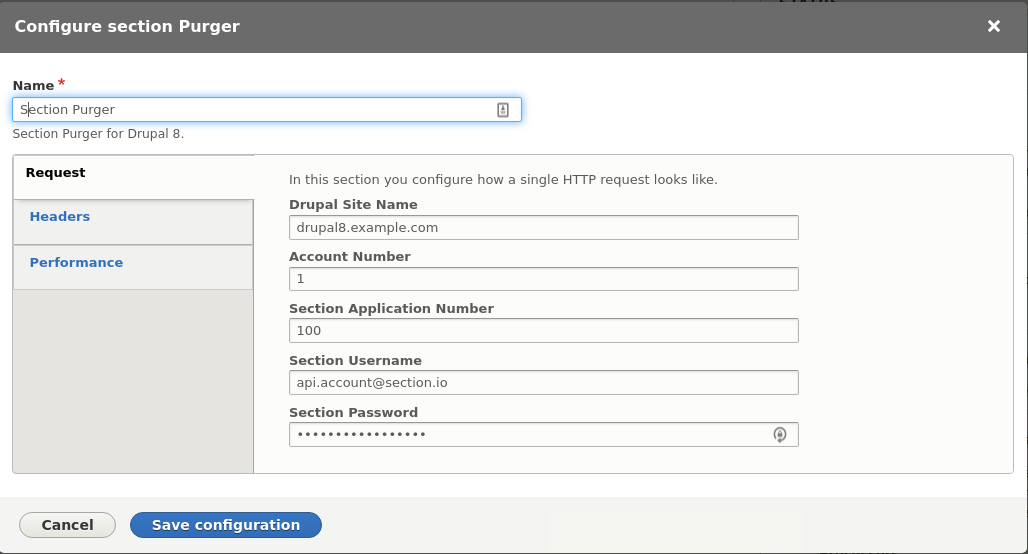 Configure section Purger
Name *
Section Purger
Section Purger for Drupal 8.
Request
Headers
Performance
In this section you configure how a single HTTP request looks like.
Drupal Site Name
drupal8.example.com
Account Number
1
Section Application Number
100
Section Username
api.account@section.io
Section Password
•••••••••••••••••
Cancel
Save configuration